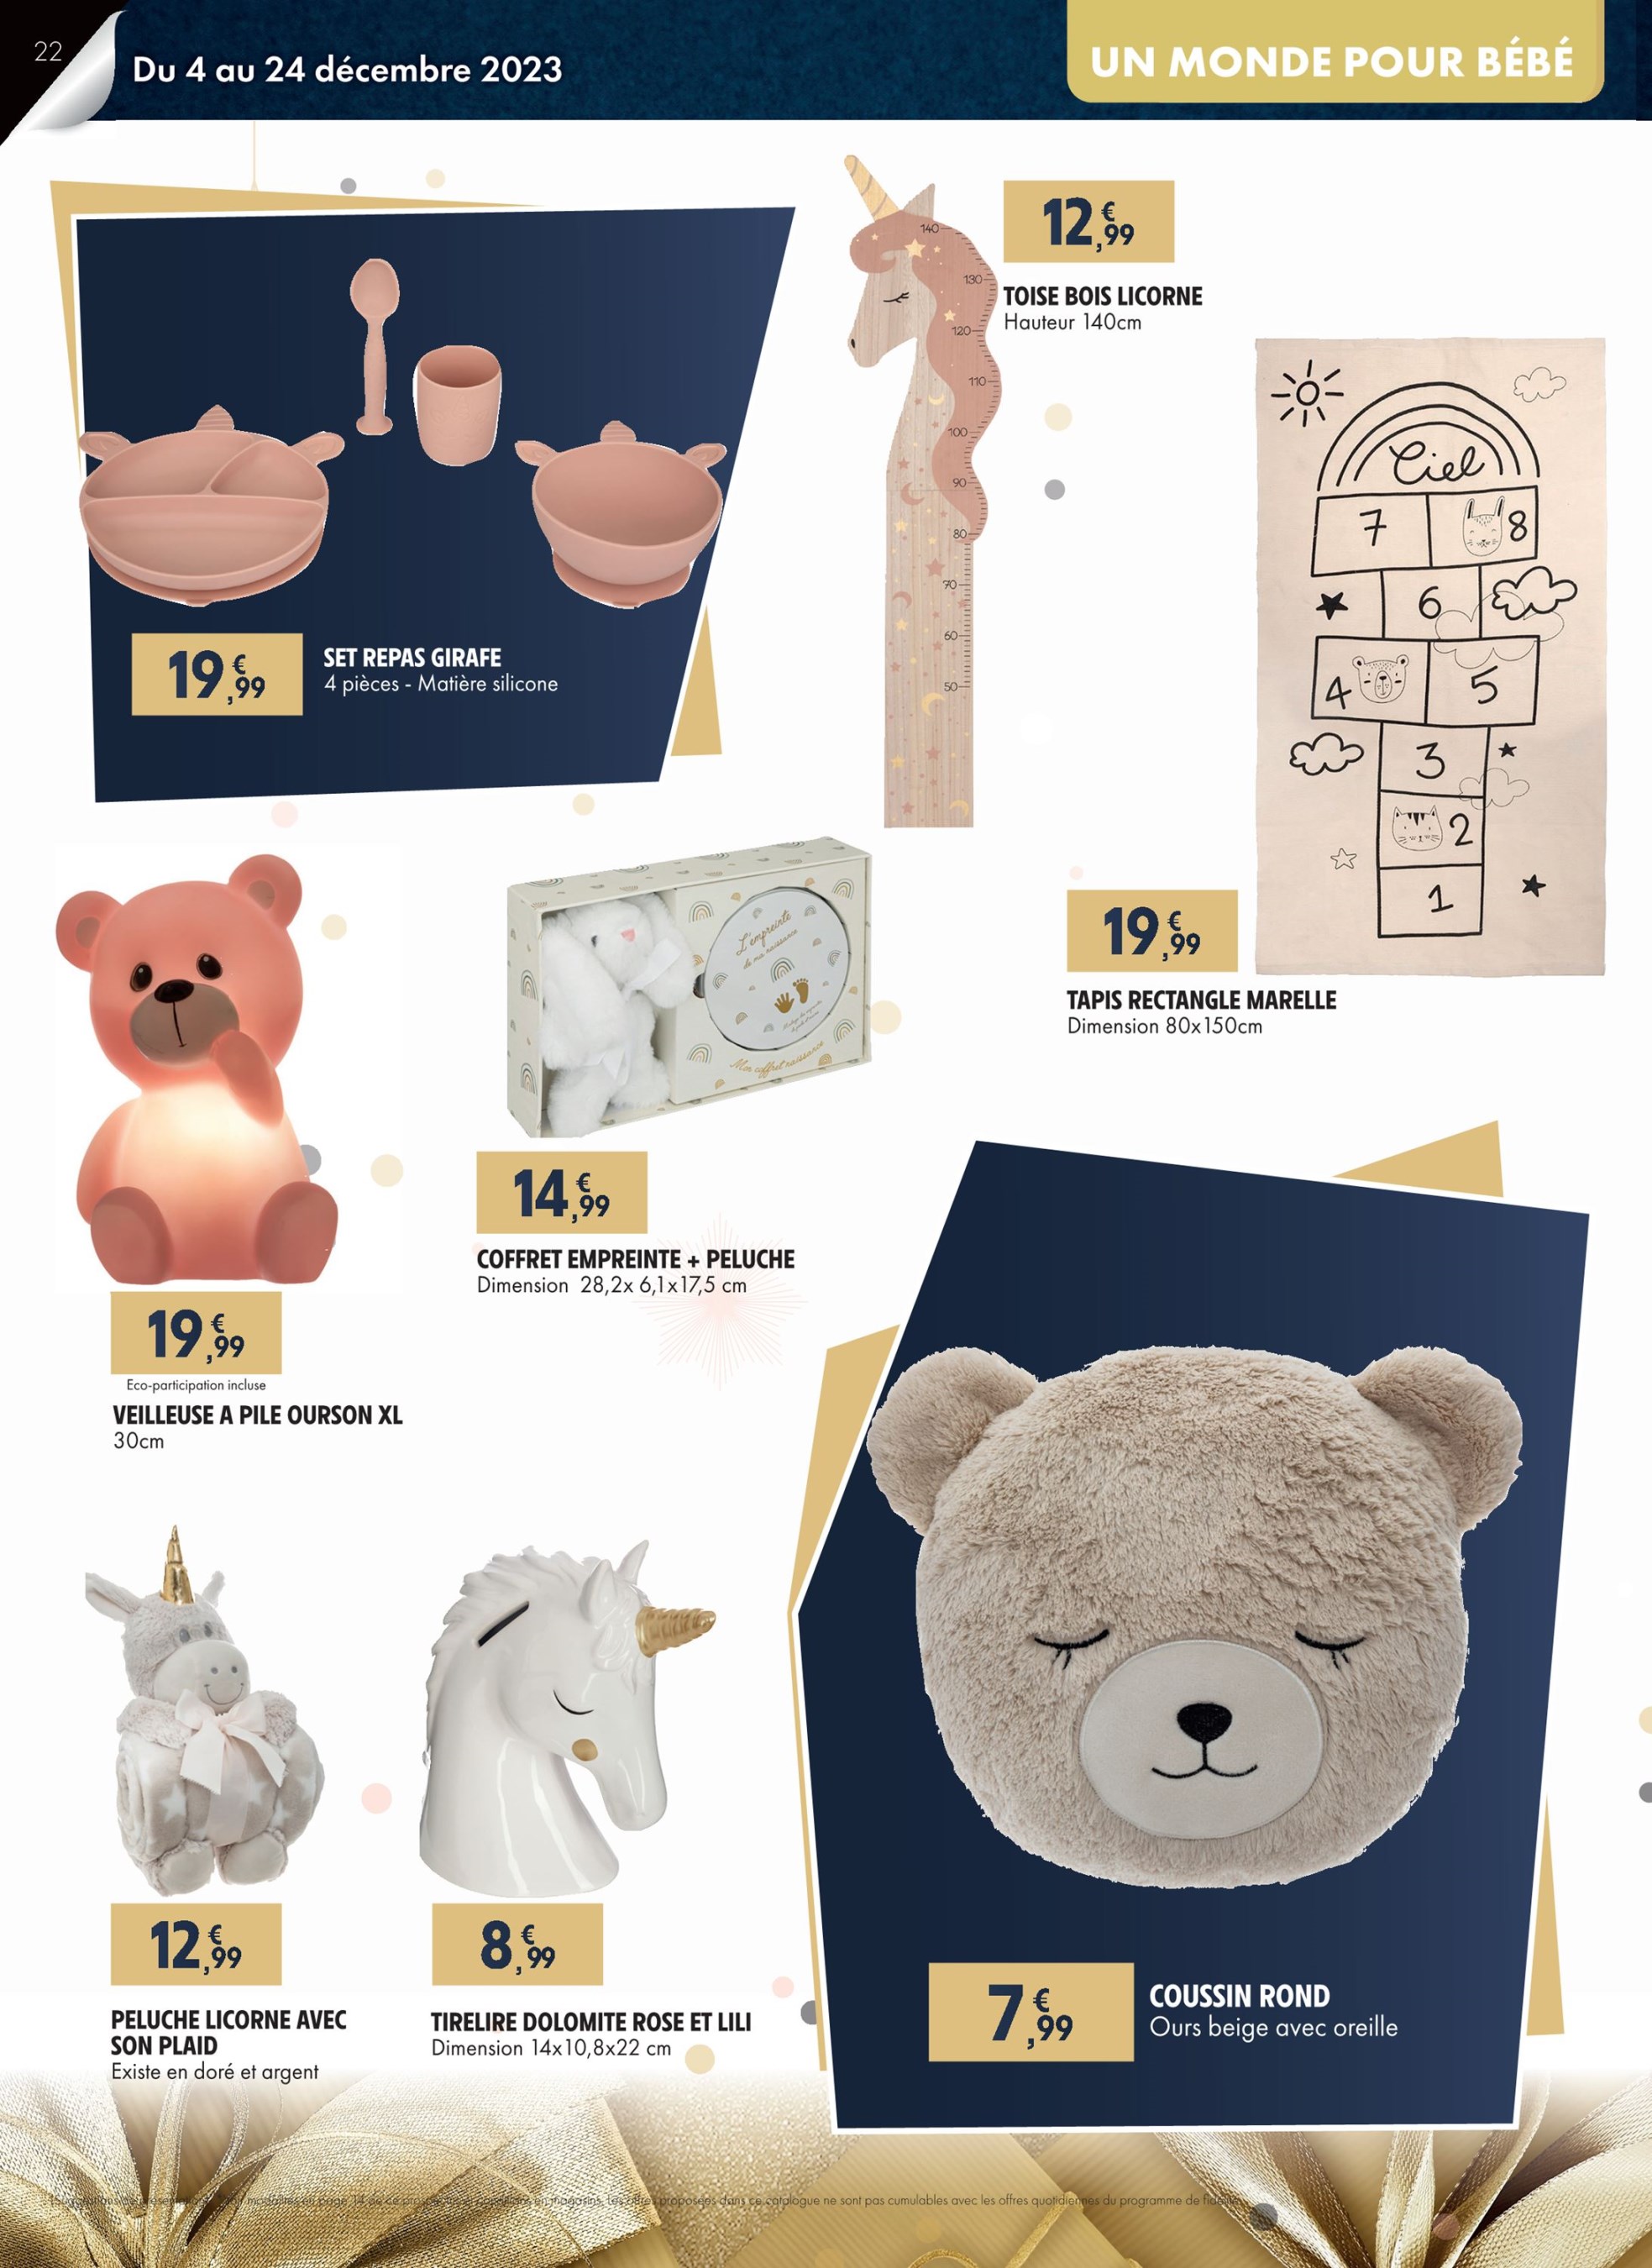 22
Du 4 au 24 décembre 2023
UN MONDE POUR BÉBÉ
12€,99
TOISE BOIS LICORNE
Hauteur 140cm
140
130
120
110
100
90
80
70
60
50
19€,99
SET REPAS GIRAFE
4 pièces - Matière silicone
Ciel
7
8
6
4
5
3
2
1
19€,99
TAPIS RECTANGLE MARELLE
Dimension 80x150cm
L'empreinte
de ma naissance
Mon coffret naissance
14€,99
COFFRET EMPREINTE + PELUCHE
Dimension 28,2x 6,1x17,5 cm
19€,99
Eco-participation incluse
VEILLEUSE A PILE OURSON XL
30cm
12€,99
PELUCHE LICORNE AVEC
SON PLAID
Existe en doré et argent
8€,99
TIRELIRE DOLOMITE ROSE ET LILI
Dimension 14x10,8x22 cm
7€,99
COUSSIN ROND
Ours beige avec oreille
modalités en page 14 de ce en magasins. Les offres proposées dans ce catalogue ne sont pas cumulables avec les offres quotidiennes du programme de fidélité